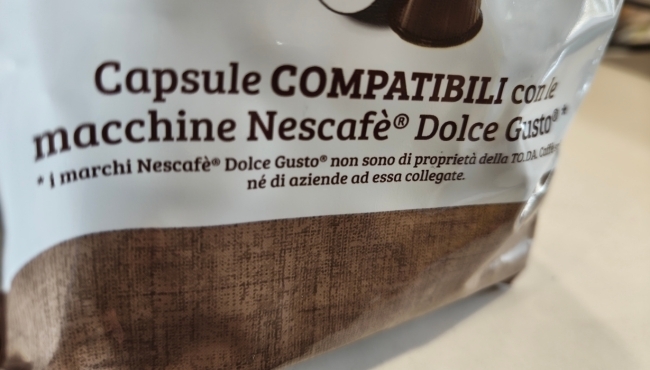 Capsule COMPATIBILI con le
macchine Nescafè® Dolce Gusto®*
* i marchi Nescafè® Dolce Gusto® non sono di proprietà della TO.DA. Caffè
né di aziende ad essa collegate.